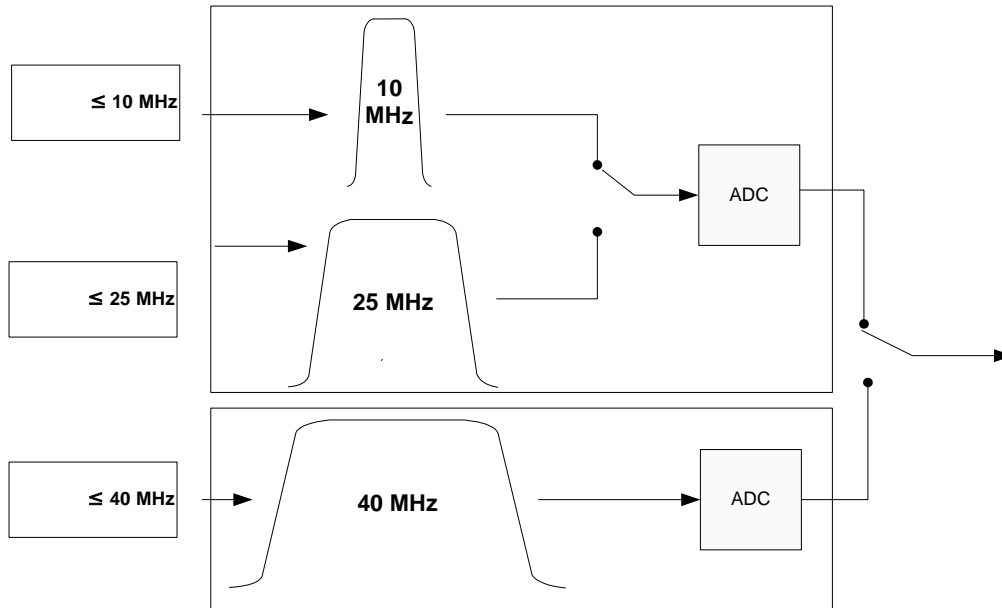 ≤ 10 MHz
10
MHz
ADC
≤ 25 MHz
25 MHz
≤ 40 MHz
40 MHz
ADC